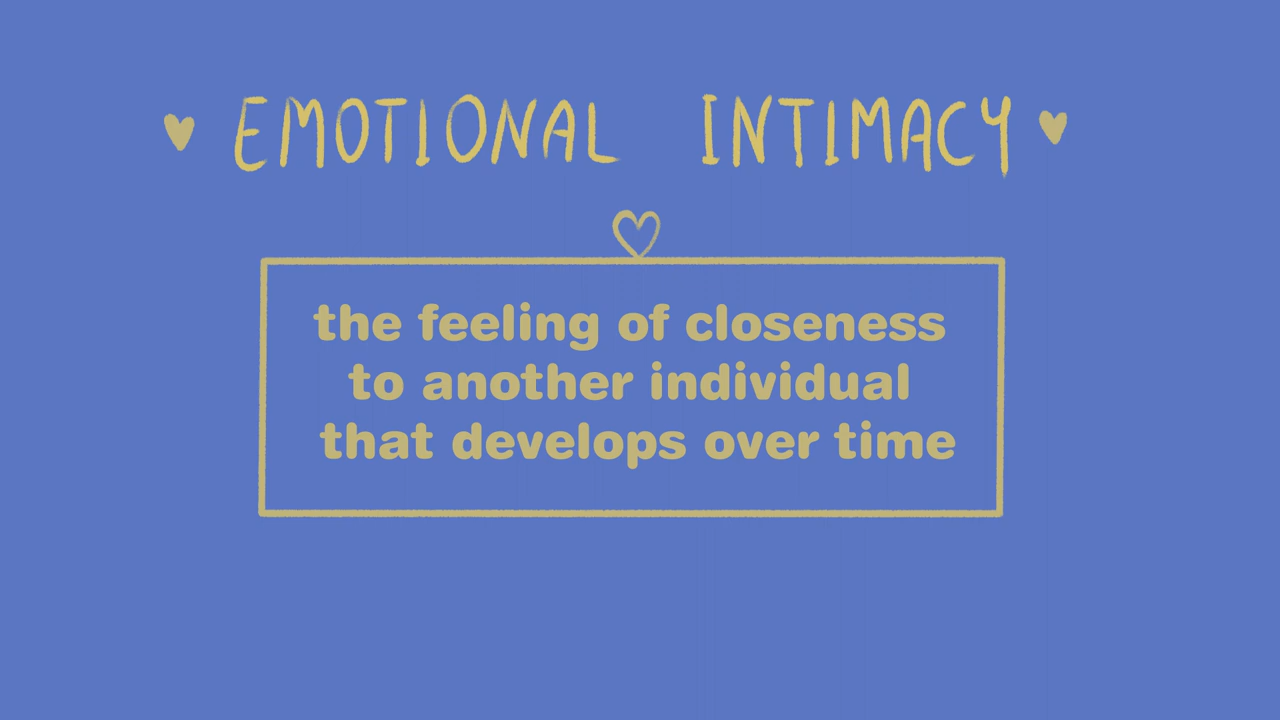 EMOTIONAL INTIMACY
the feeling of closeness
to another individual
that develops over time